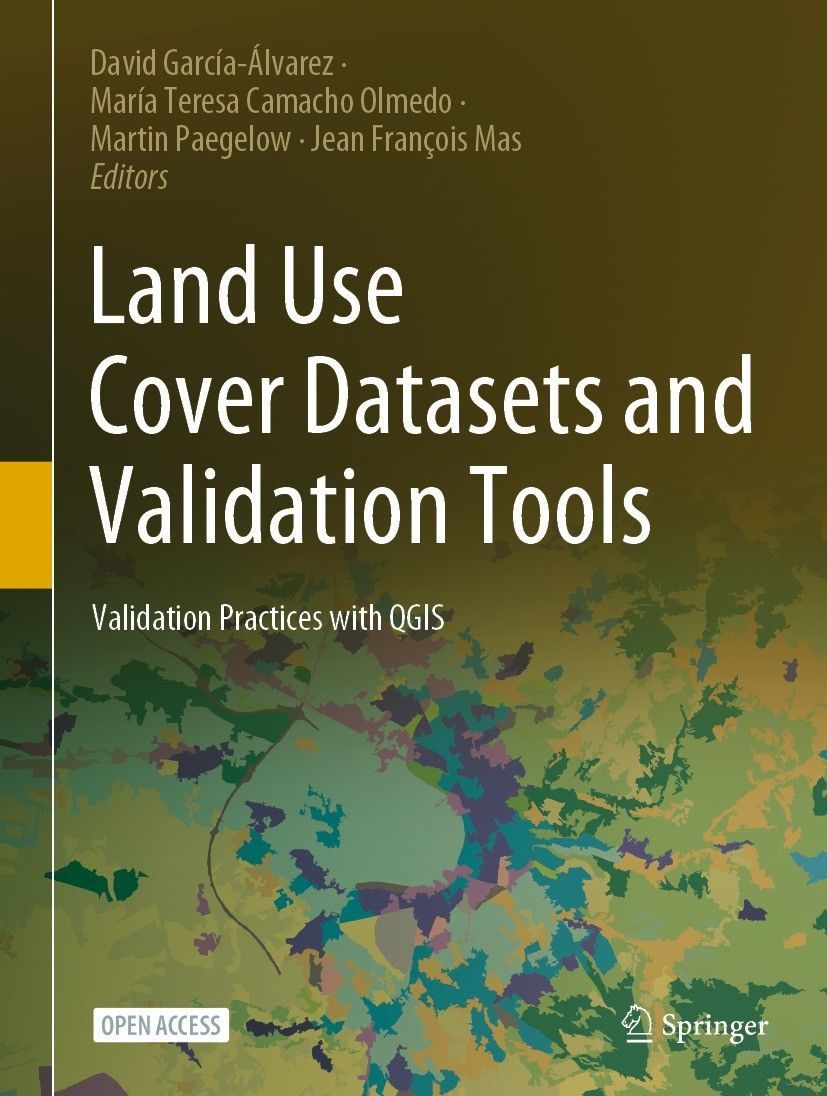 David García-Álvarez ·
María Teresa Camacho Olmedo ·
Martin Paegelow · Jean François Mas
Editors
Land Use
Cover Datasets and
Validation Tools
Validation Practices with QGIS
OPEN ACCESS
Springer